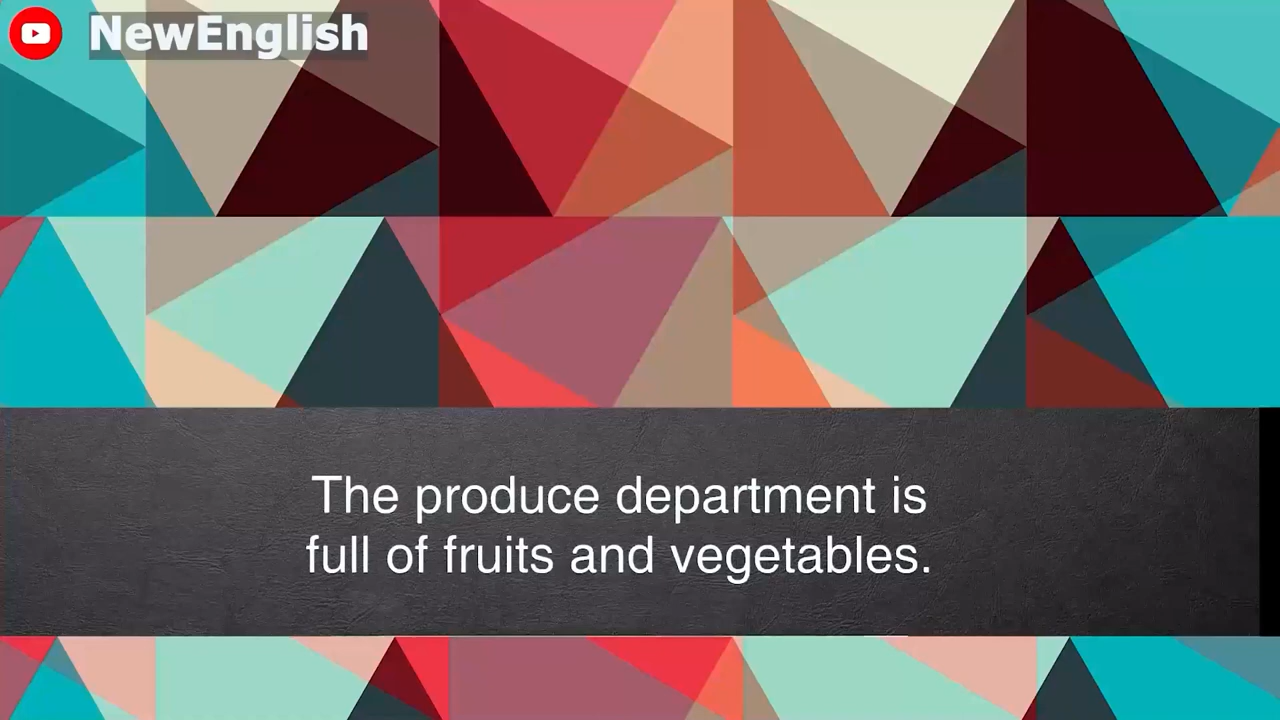 NewEnglish
The produce department is
full of fruits and vegetables.